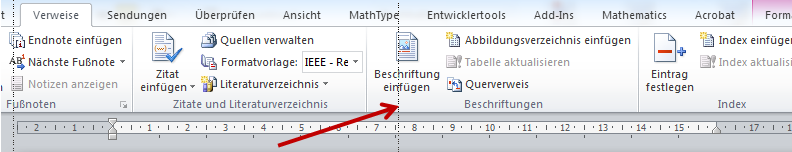 t Verweise Sendungen Überprüfen Ansicht MathType Entwicklertools Add-Ins Mathematics Acrobat Forma
Endnote einfügen Quellen verwalten Abbildungsverzeichnis einfügen Index einfügen
Nächste Fußnote Zitat einfügen Formatvorlage: IEEE - Re Beschriftung einfügen Tabelle aktualisieren Eintrag festlegen Index aktualisieren
Notizen anzeigen Literaturverzeichnis Querverweis
Fußnoten Zitate und Literaturverzeichnis Beschriftungen Index
2 1 1 2 3 4 5 6 7 8 9 10 11 12 13 14 15 17